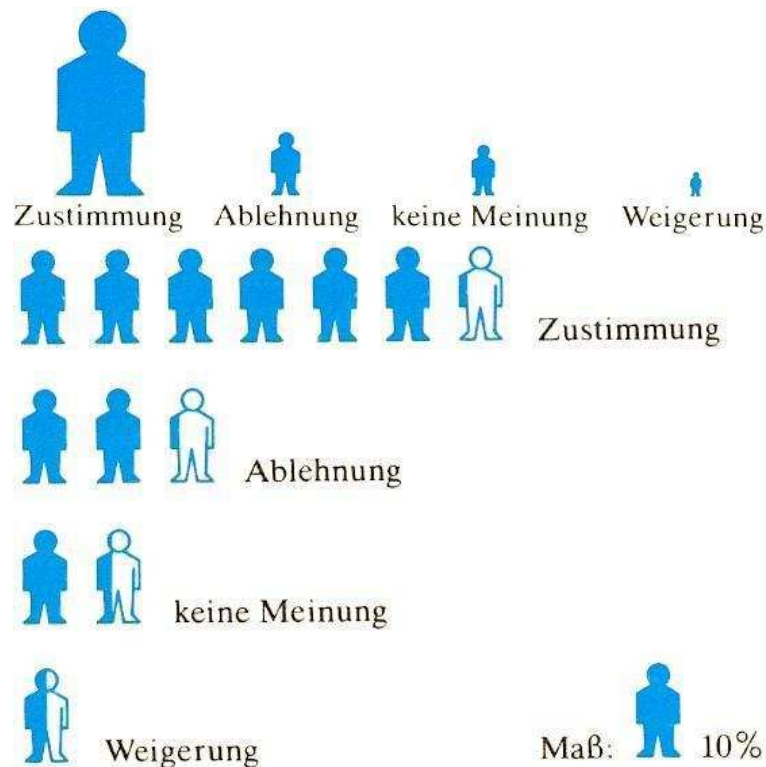 Zustimmung Ablehnung keine Meinung Weigerung
Zustimmung
Ablehnung
keine Meinung
Weigerung
Maß: 10%